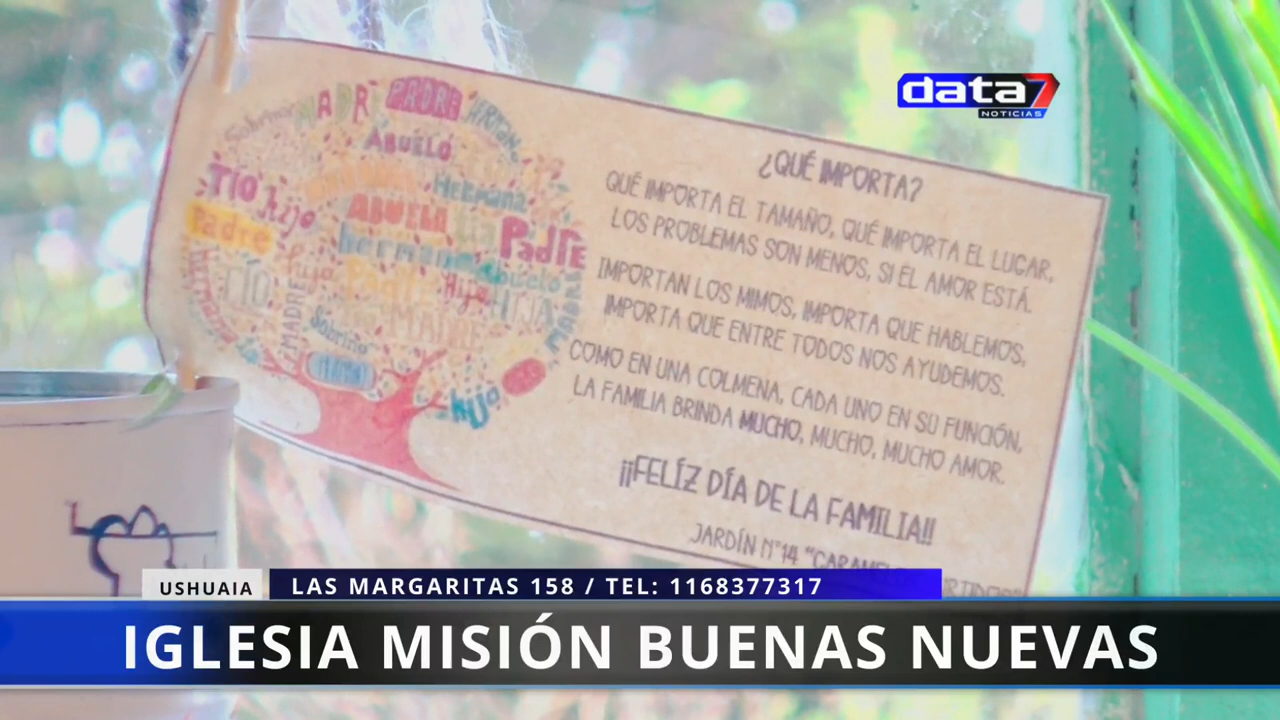 data7
NOTICIAS
MADRE PADRE
ABUELO
TÍO hijo
Hermana
ABUELA
Padre
Padre
hermano abuelo
TÍO
Padre
Hija HIJA
MADRE
MADRE
Sobrino
hijo
¿QUÉ IMPORTA?
QUÉ IMPORTA EL TAMAÑO, QUÉ IMPORTA EL LUGAR,
LOS PROBLEMAS SON MENOS, SI EL AMOR ESTÁ.
IMPORTAN LOS MIMOS, IMPORTA QUE HABLEMOS,
IMPORTA QUE ENTRE TODOS NOS AYUDEMOS.
COMO EN UNA COLMENA, CADA UNO EN SU FUNCIÓN,
LA FAMILIA BRINDA MUCHO, MUCHO, MUCHO AMOR.
¡¡FELÍZ DÍA DE LA FAMILIA!!
JARDÍN N°14
USHUAIA
LAS MARGARITAS 158 / TEL: 1168377317
IGLESIA MISIÓN BUENAS NUEVAS